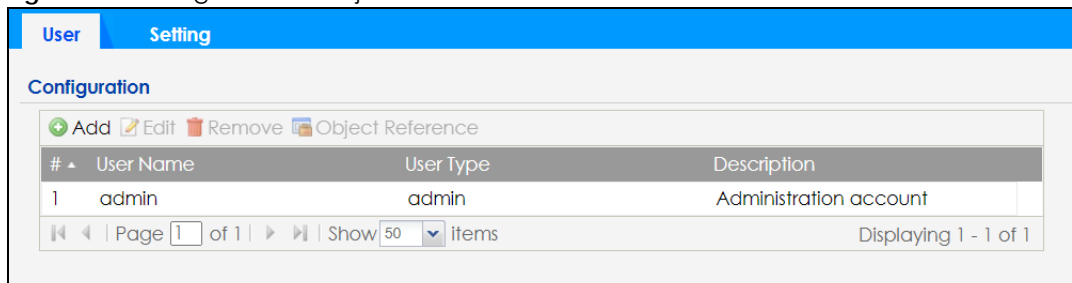 User Setting
Configuration
Add Edit Remove Object Reference
# User Name User Type Description
1 admin admin Administration account
Page 1 of 1 Show 50 items Displaying 1 - 1 of 1